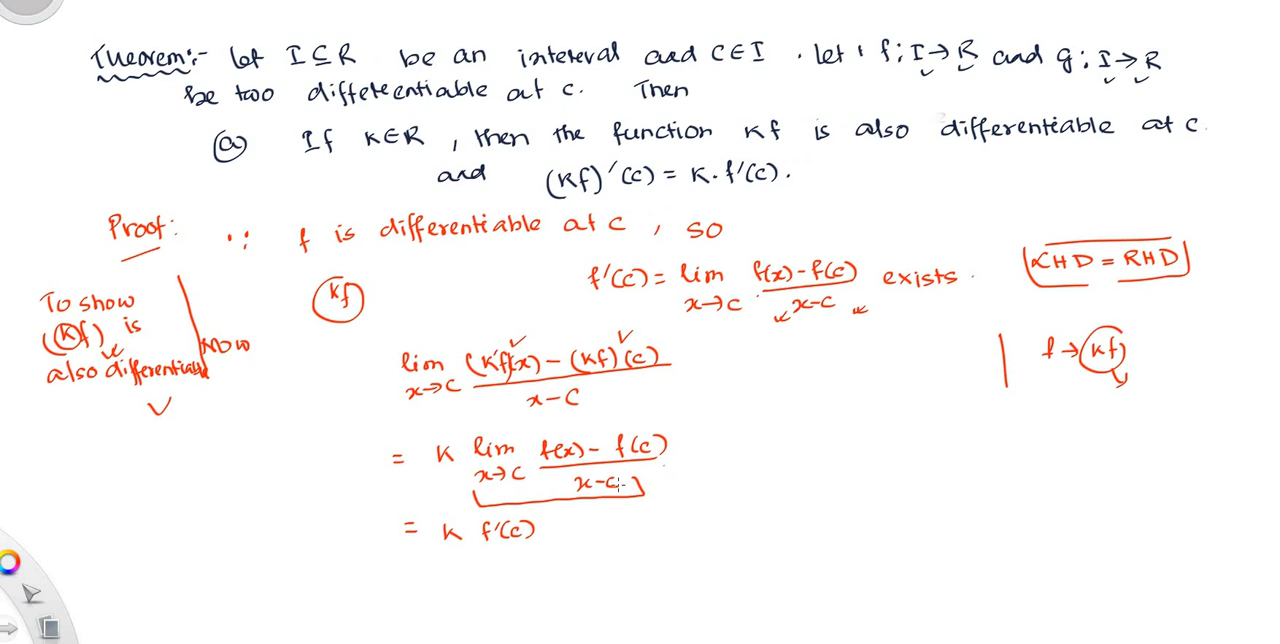 Theorem:- let I ⊆ R be an interval and C ∈ I . let f: I → R and g: I → R
be two differentiable at c. Then
(a) If K ∈ R , then the function Kf is also differentiable at c
and (Kf)'(c) = K. f'(c).
Proof: ∵ f is differentiable at c , so
f'(c) = lim x→c f(x) - f(c) / x-c exists .
LHD = RHD
Kf
To show
(Kf) is
also differentiable
Now
lim x→c (Kf)(x) - (Kf)(c) / x-c
f → Kf
= K lim x→c f(x) - f(c) / x-c
= K f'(c)